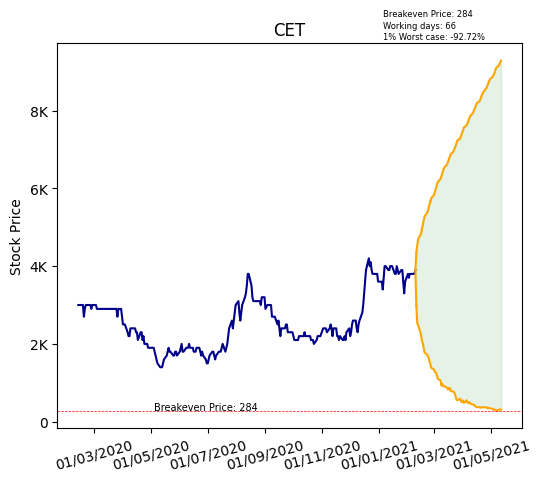 Breakeven Price: 284
Working days: 66
1% Worst case: -92.72%
CET
Stock Price
8K
6K
4K
2K
0
Breakeven Price: 284
01/03/2020
01/05/2020
01/07/2020
01/09/2020
01/11/2020
01/01/2021
01/03/2021
01/05/2021